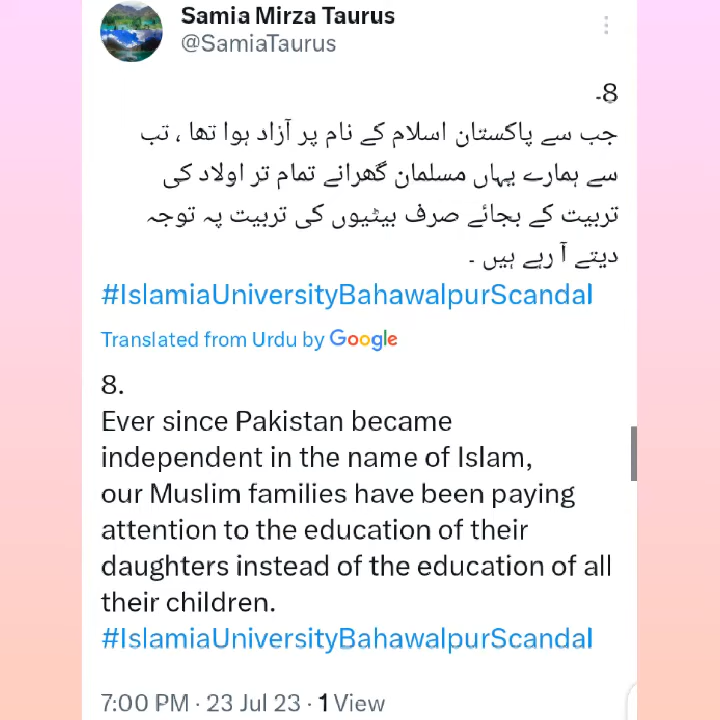 Samia Mirza Taurus
@SamiaTaurus
8-
جب سے پاکستان اسلام کے نام پر آزاد ہوا تھا ، تب
سے ہمارے یہاں مسلمان گھرانے تمام تر اولاد کی
تربیت کے بجائے صرف بیٹیوں کی تربیت پہ توجہ
دیتے آ رہے ہیں ۔
#IslamiaUniversityBahawalpurScandal
Translated from Urdu by Google
8.
Ever since Pakistan became
independent in the name of Islam,
our Muslim families have been paying
attention to the education of their
daughters instead of the education of all
their children.
#IslamiaUniversityBahawalpurScandal
7:00 PM · 23 Jul 23 · 1 View